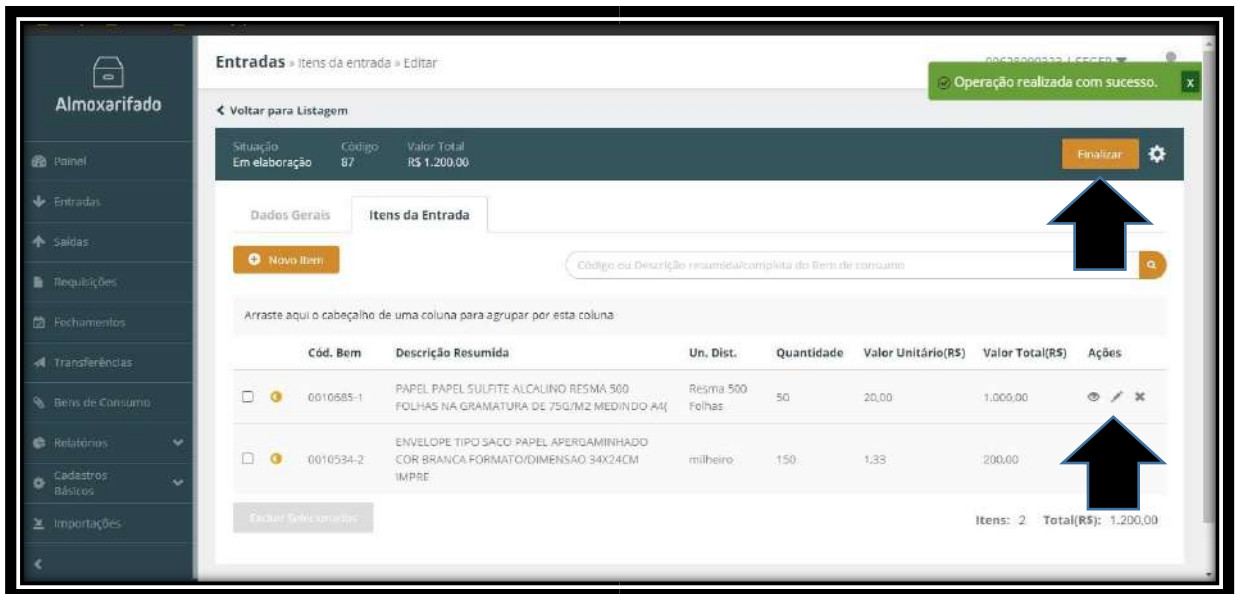 Almoxarifado
Painel
Entradas
Saídas
Requisições
Fechamentos
Transferências
Bens de Consumo
Relatórios
Cadastros
Básicos
Importações
Entradas » Itens da entrada » Editar
Operação realizada com sucesso. x
Voltar para Listagem
Situação Código Valor Total
Em elaboração 87 R$ 1.200,00
Finalizar
Dados Gerais Itens da Entrada
Novo Item
Código ou Descrição resumida/completa do Bem de consumo
Arraste aqui o cabeçalho de uma coluna para agrupar por esta coluna
Cód. Bem Descrição Resumida Un. Dist. Quantidade Valor Unitário(R$) Valor Total(R$) Ações
0010685-1 PAPEL PAPEL SULFITE ALCALINO RESMA 500 Resma 500 50 20,00 1.000,00
FOLHAS NA GRAMATURA DE 75G/M2 MEDINDO A4( Folhas
ENVELOPE TIPO SACO PAPEL APERGAMINHADO
0010534-2 COR BRANCA FORMATO/DIMENSAO 34X24CM milheiro 150 1,33 200,00
IMPRE
Excluir Selecionados
Itens: 2 Total(R$): 1.200,00